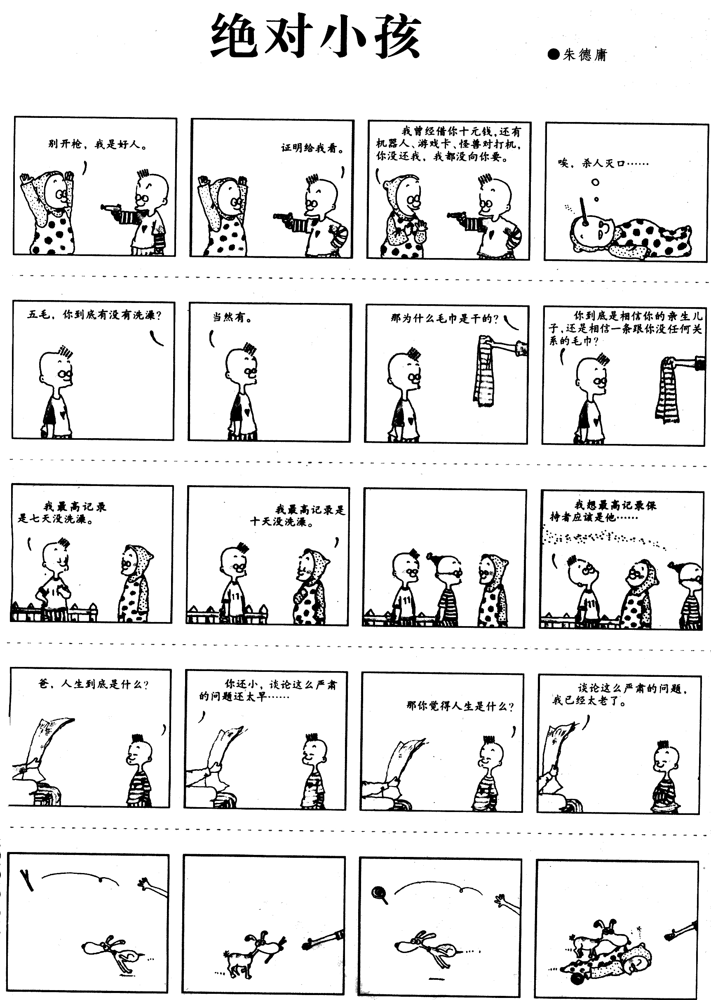 绝对小孩
●朱德庸
别开枪，我是好人。
证明给我看。
我曾经借你十元钱，还有
机器人、游戏卡、怪兽对打机，
你没还我，我都没向你要。
唉，杀人灭口……
五毛，你到底有没有洗澡？
当然有。
那为什么毛巾是干的？
你到底是相信你的亲生儿
子，还是相信一条跟你没任何关
系的毛巾？
我最高记录
是七天没洗澡。
我最高记录是
十天没洗澡。
11
11
我想最高记录保
持者应该是他……
11
爸，人生到底是什么？
你还小，谈论这么严肃
的问题还太早……
那你觉得人生是什么？
谈论这么严肃的问题，
我已经太老了。